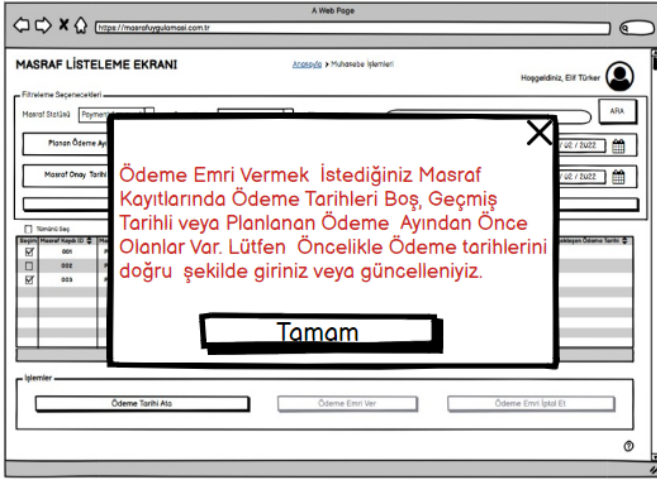 A Web Page
https://masrafuygulamasi.com.tr
MASRAF LİSTELEME EKRANI
Anasayfa > Muhasebe İşlemleri
Hoşgeldiniz, Elif Türker
Filtreleme Seçenecekleri
Masraf Statüsü
ARA
Planan Ödeme
/ 02 / 2022
Masraf Onay Tarihi
/ 02 / 2022
Tümünü Seç
Seçim Masraf Kaydı ID
Ödeme Tarihi
001
002
003
X
Ödeme Emri Vermek İstediğiniz Masraf
Kayıtlarında Ödeme Tarihleri Boş, Geçmiş
Tarihli veya Planlanan Ödeme Ayından Önce
Olanlar Var. Lütfen Öncelikle Ödeme tarihlerini
doğru şekilde giriniz veya güncelleniyiz.
Tamam
İşlemler
Ödeme Tarihi Ata
Ödeme Emri Ver
Ödeme Emri İptal Et